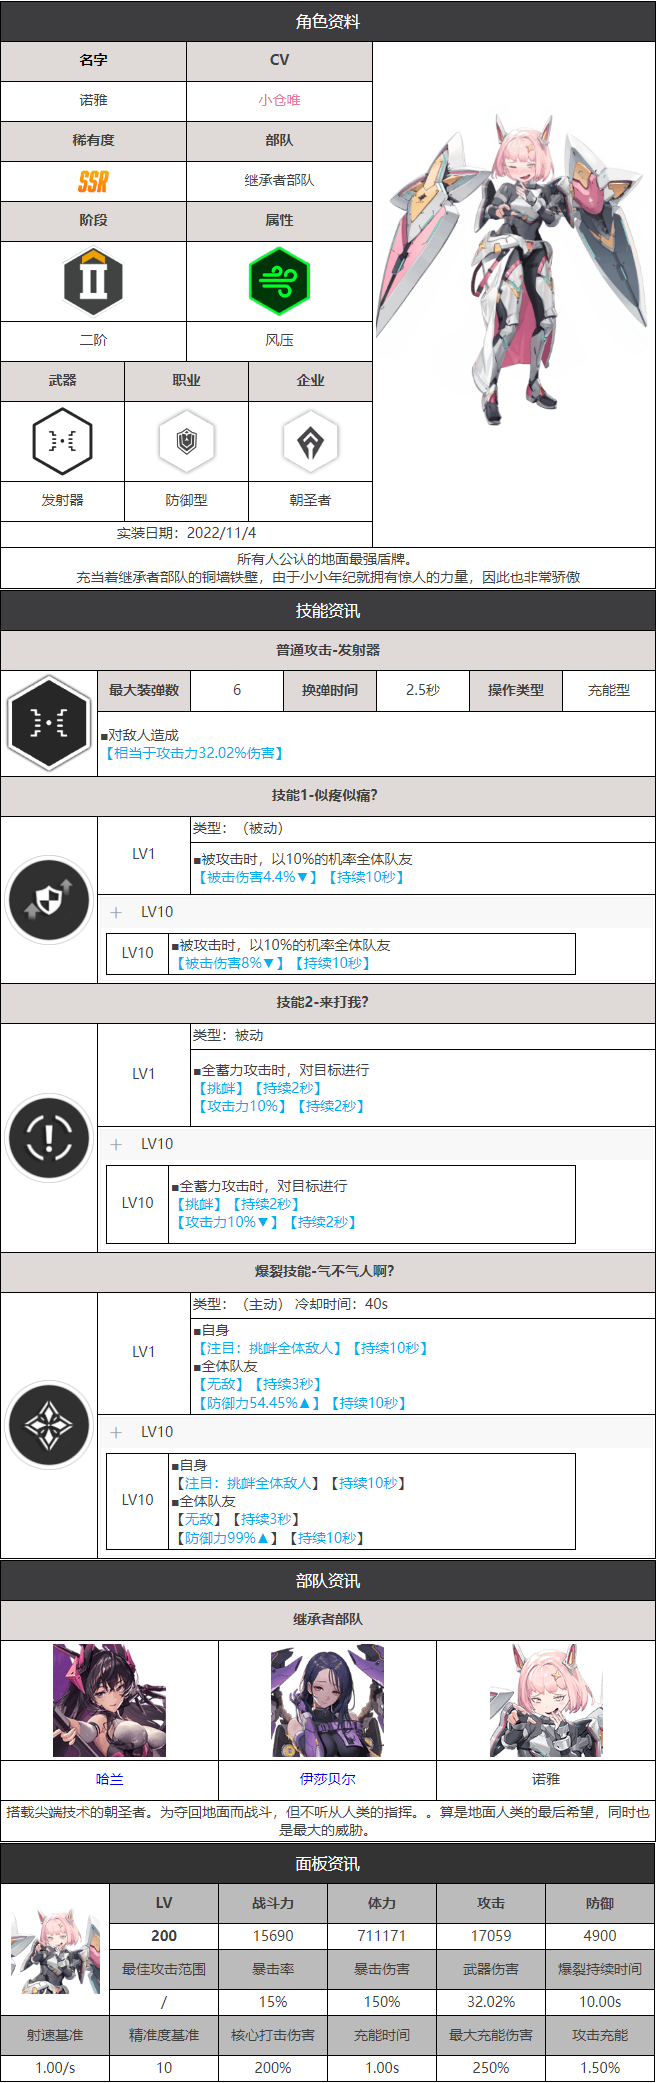 角色资料
名字 CV
诺雅 小仓唯
稀有度 部队
SSR 继承者部队
阶段 属性
二阶 风压
武器 职业 企业
发射器 防御型 朝圣者
实装日期：2022/11/4
所有人公认的地面最强盾牌。
充当着继承者部队的铜墙铁壁，由于小小年纪就拥有惊人的力量，因此也非常骄傲
技能资讯
普通攻击-发射器
最大装弹数 6 换弹时间 2.5秒 操作类型 充能型
■对敌人造成
【相当于攻击力32.02%伤害】
技能1-似疼似痛？
LV1
类型：（被动）
■被攻击时，以10%的机率全体队友
【被击伤害4.4%▼】【持续10秒】
+ LV10
LV10
■被攻击时，以10%的机率全体队友
【被击伤害8%▼】【持续10秒】
技能2-来打我？
LV1
类型：被动
■全蓄力攻击时，对目标进行
【挑衅】【持续2秒】
【攻击力10%】【持续2秒】
+ LV10
LV10
■全蓄力攻击时，对目标进行
【挑衅】【持续2秒】
【攻击力10%▼】【持续2秒】
爆裂技能-气不气人啊？
LV1
类型：（主动） 冷却时间：40s
■自身
【注目：挑衅全体敌人】【持续10秒】
■全体队友
【无敌】【持续3秒】
【防御力54.45%▲】【持续10秒】
+ LV10
LV10
■自身
【注目：挑衅全体敌人】【持续10秒】
■全体队友
【无敌】【持续3秒】
【防御力99%▲】【持续10秒】
部队资讯
继承者部队
哈兰 伊莎贝尔 诺雅
搭载尖端技术的朝圣者。为夺回地面而战斗，但不听从人类的指挥。。算是地面人类的最后希望，同时也
是最大的威胁。
面板资讯
LV 战斗力 体力 攻击 防御
200 15690 711171 17059 4900
最佳攻击范围 暴击率 暴击伤害 武器伤害 爆裂持续时间
/ 15% 150% 32.02% 10.00s
射速基准 精准度基准 核心打击伤害 充能时间 最大充能伤害 攻击充能
1.00/s 10 200% 1.00s 250% 1.50%